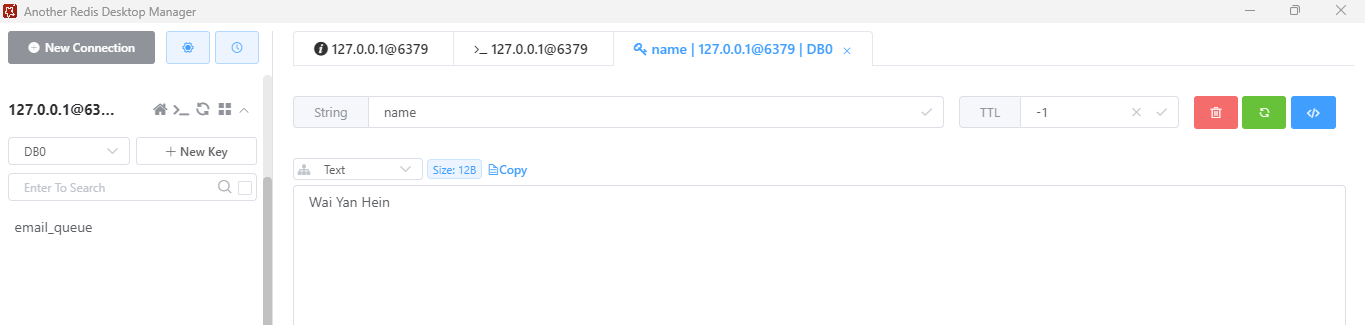 Another Redis Desktop Manager
New Connection
127.0.0.1@6379
>_ 127.0.0.1@6379
name | 127.0.0.1@6379 | DB0
127.0.0.1@63...
String
name
TTL
-1
DB0
+ New Key
Text
Size: 12B
Copy
Enter To Search
Wai Yan Hein
email_queue